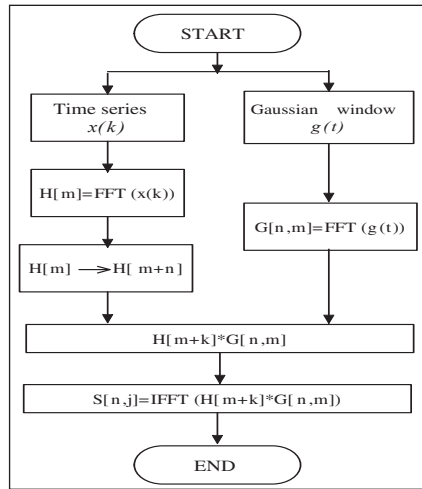 START
Time series
x(k)
Gaussian window
g(t)
H[m]=FFT (x(k))
G[n,m]=FFT (g(t))
H[m] → H[ m+n]
H[m+k]*G[n,m]
S[n,j]=IFFT (H[m+k]*G[n,m])
END